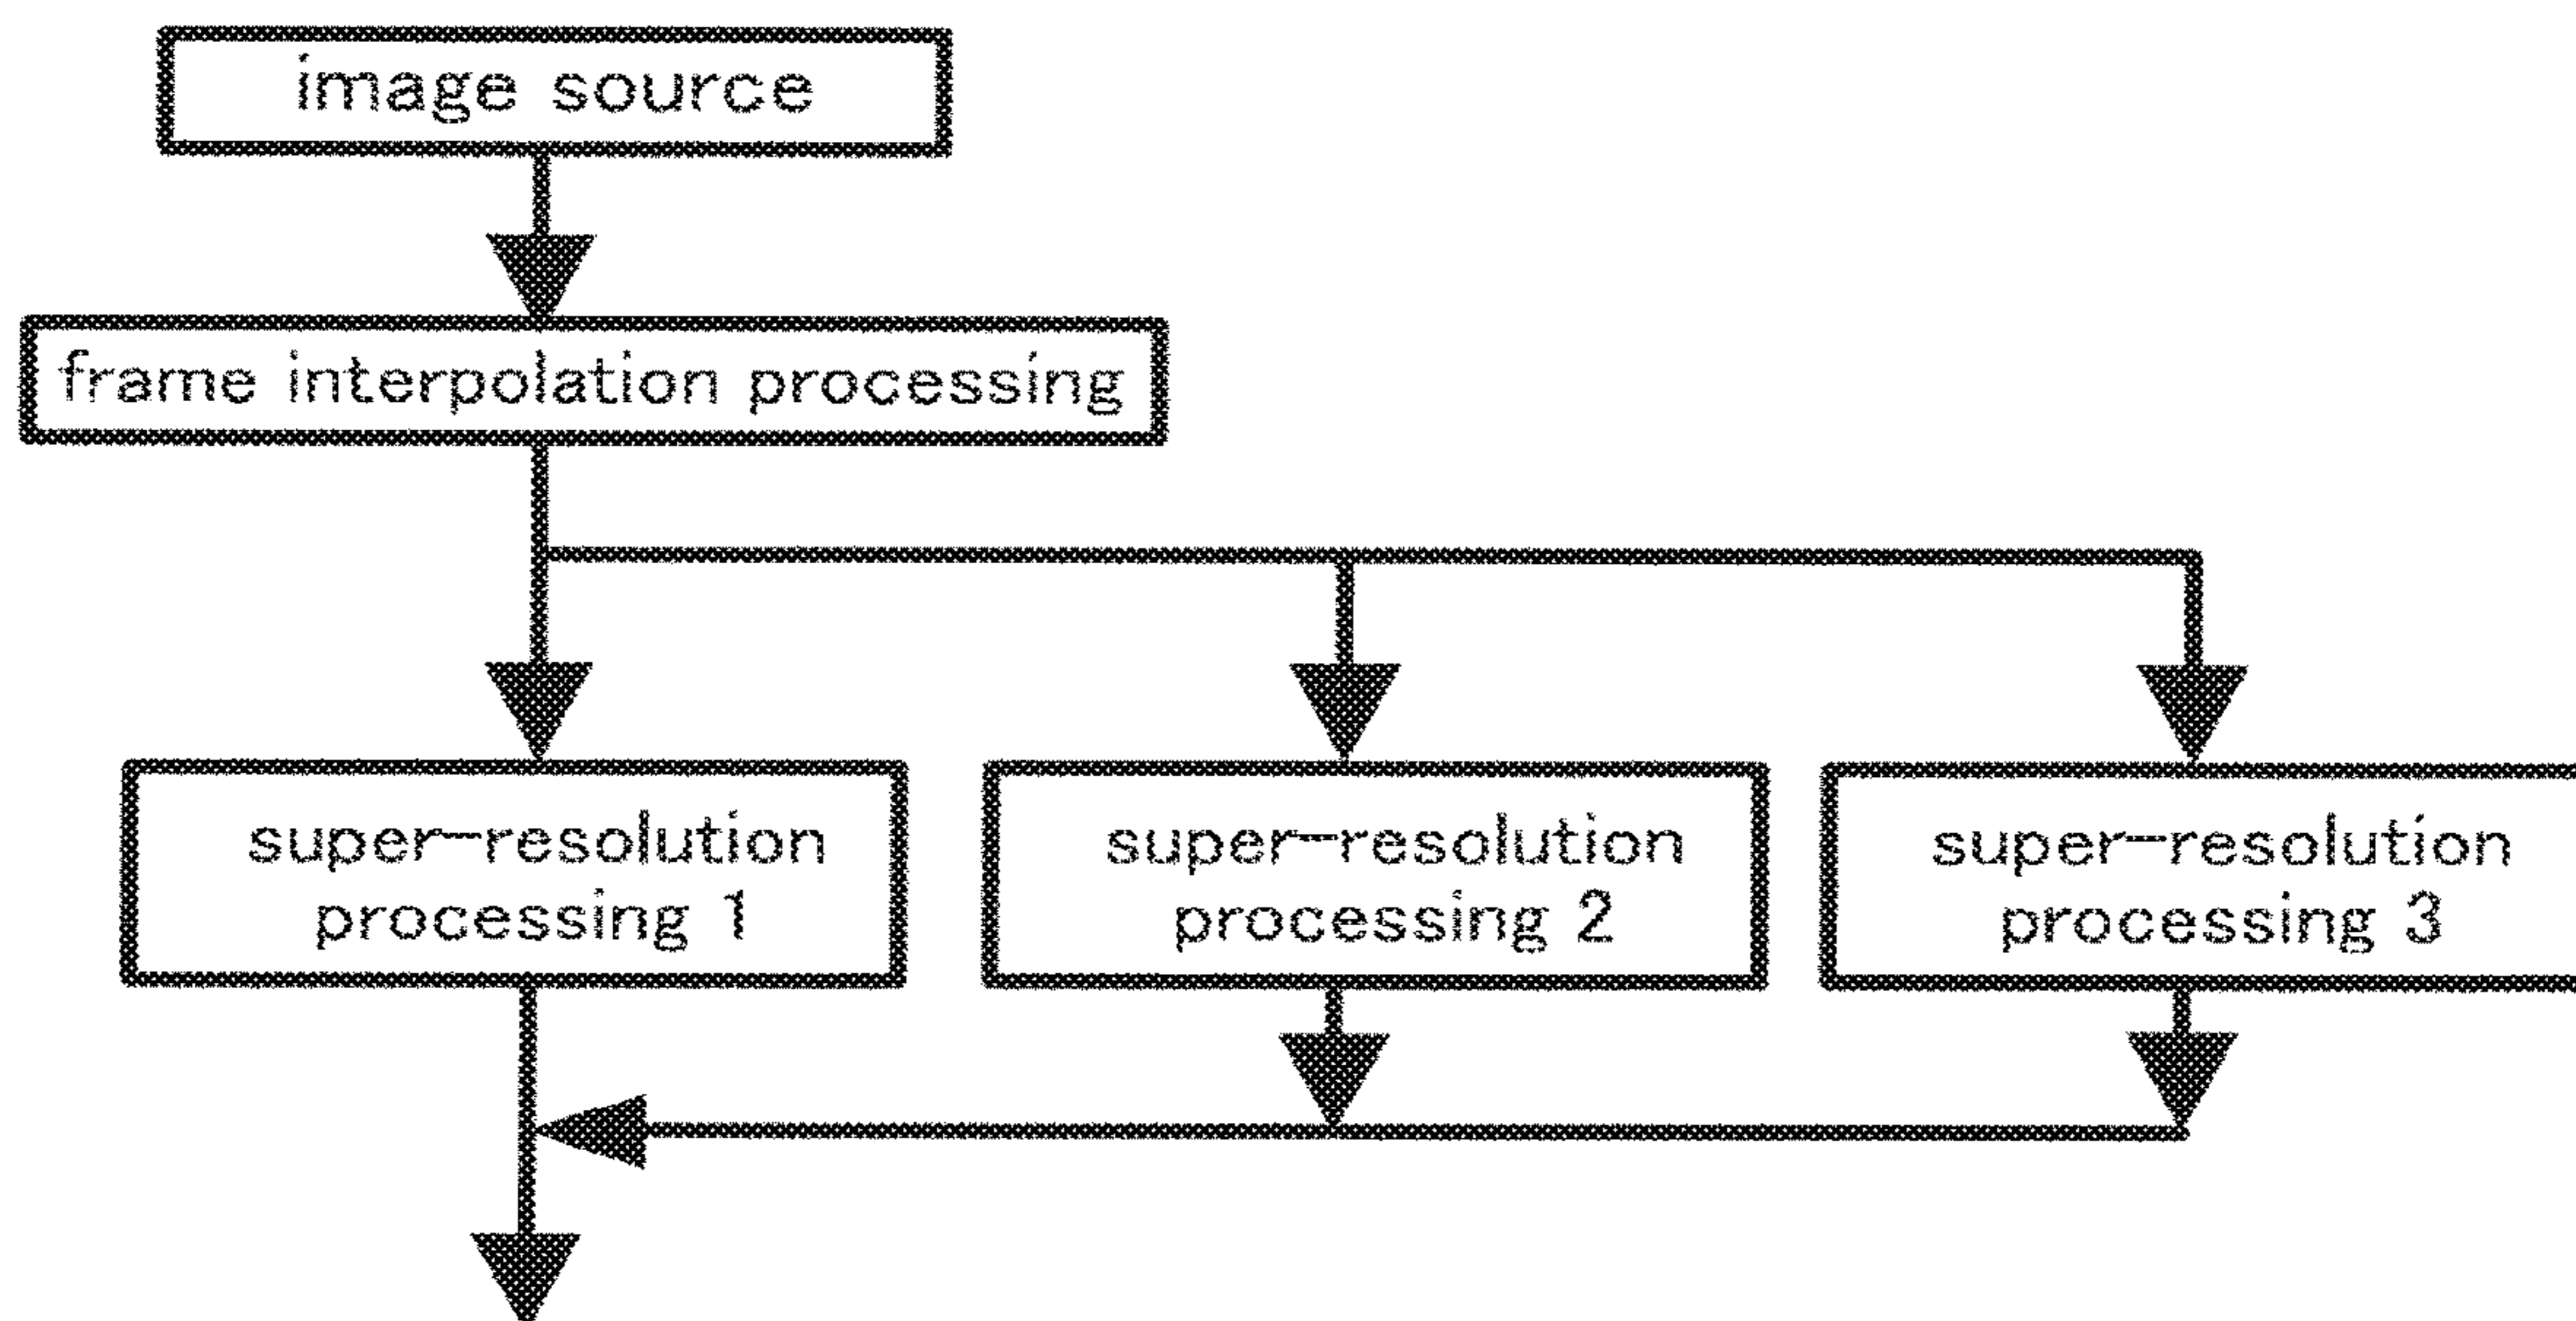 image source
frame interpolation processing
super-resolution
processing 1
super-resolution
processing 2
super-resolution
processing 3